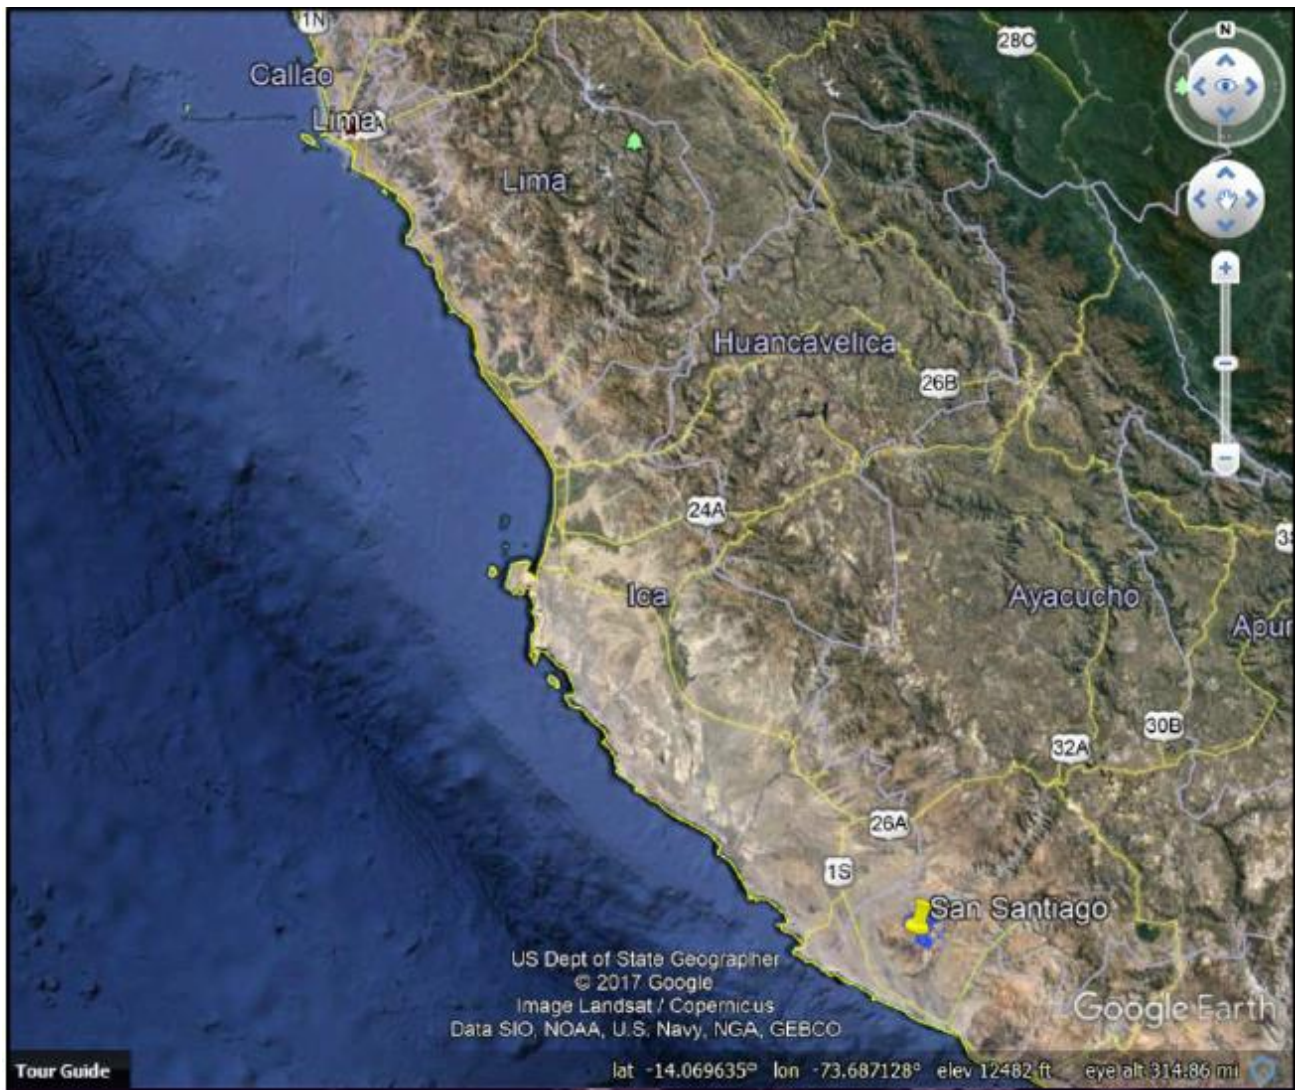 1N
28C
N
Callao
Lima
Lima
Huancavelica
26B
24A
Ica
Ayacucho
Apur
30B
32A
26A
1S
San Santiago
US Dept of State Geographer
© 2017 Google
Image Landsat / Copernicus
Data SIO, NOAA, U.S. Navy, NGA, GEBCO
Google Earth
Tour Guide
lat -14.069635° lon -73.687128° elev 12482 ft eye alt 314.86 mi